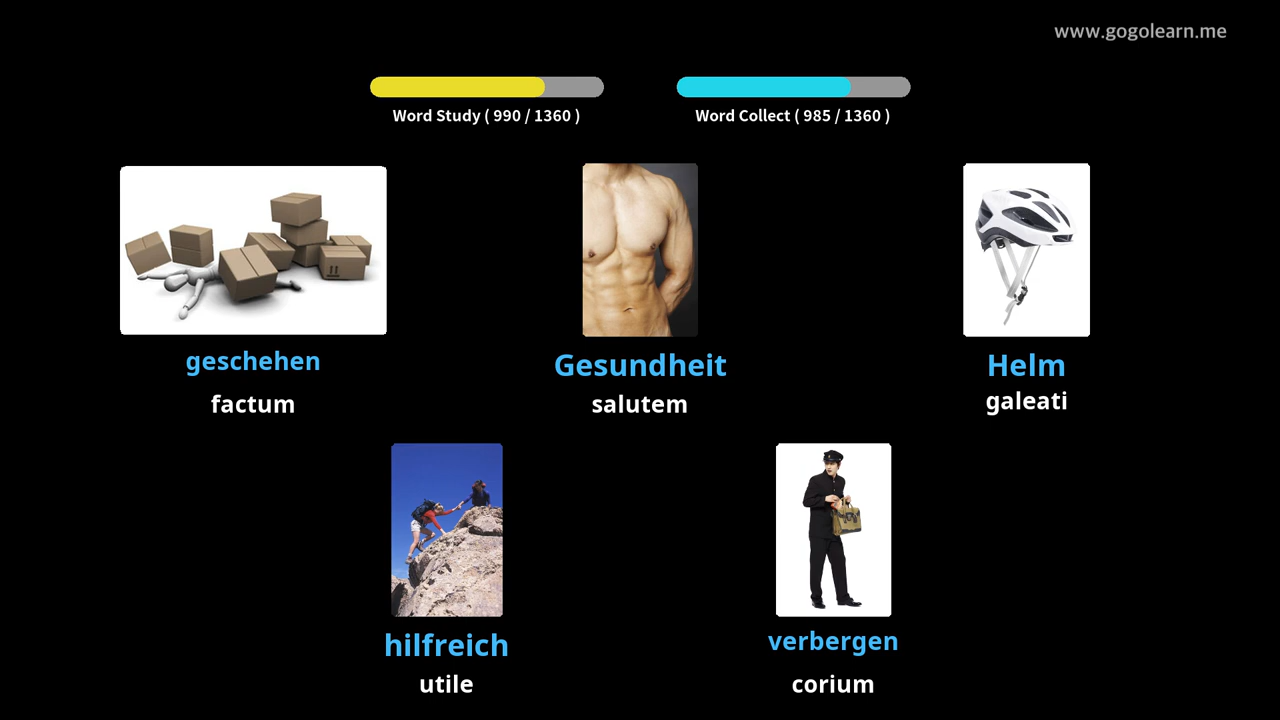 www.gogolearn.me
Word Study ( 990 / 1360 )
Word Collect ( 985 / 1360 )
geschehen
factum
Gesundheit
salutem
Helm
galeati
hilfreich
utile
verbergen
corium